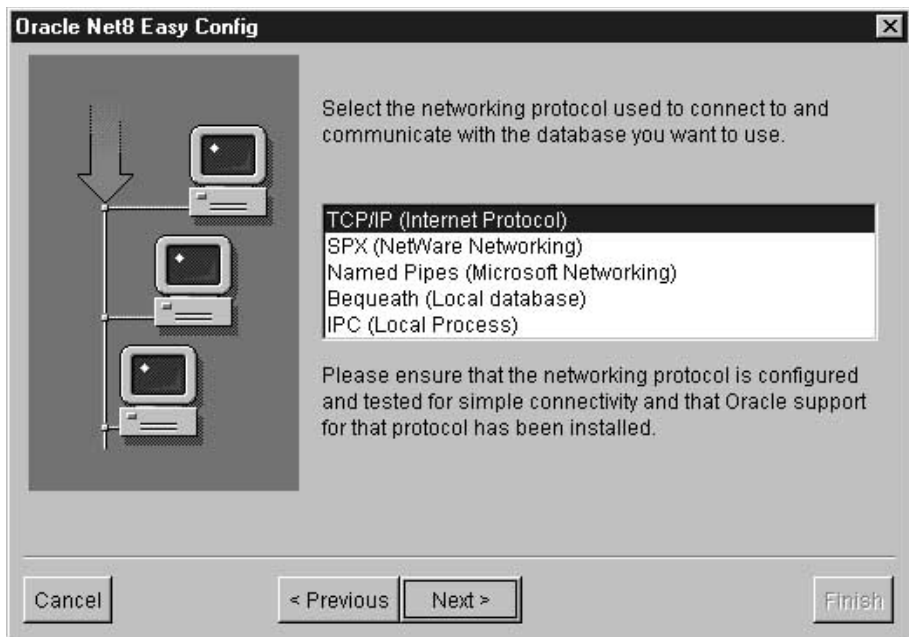 Oracle Net8 Easy Config
Select the networking protocol used to connect to and
communicate with the database you want to use.
TCP/IP (Internet Protocol)
SPX (NetWare Networking)
Named Pipes (Microsoft Networking)
Bequeath (Local database)
IPC (Local Process)
Please ensure that the networking protocol is configured
and tested for simple connectivity and that Oracle support
for that protocol has been installed.
Cancel
< Previous
Next >
Finish